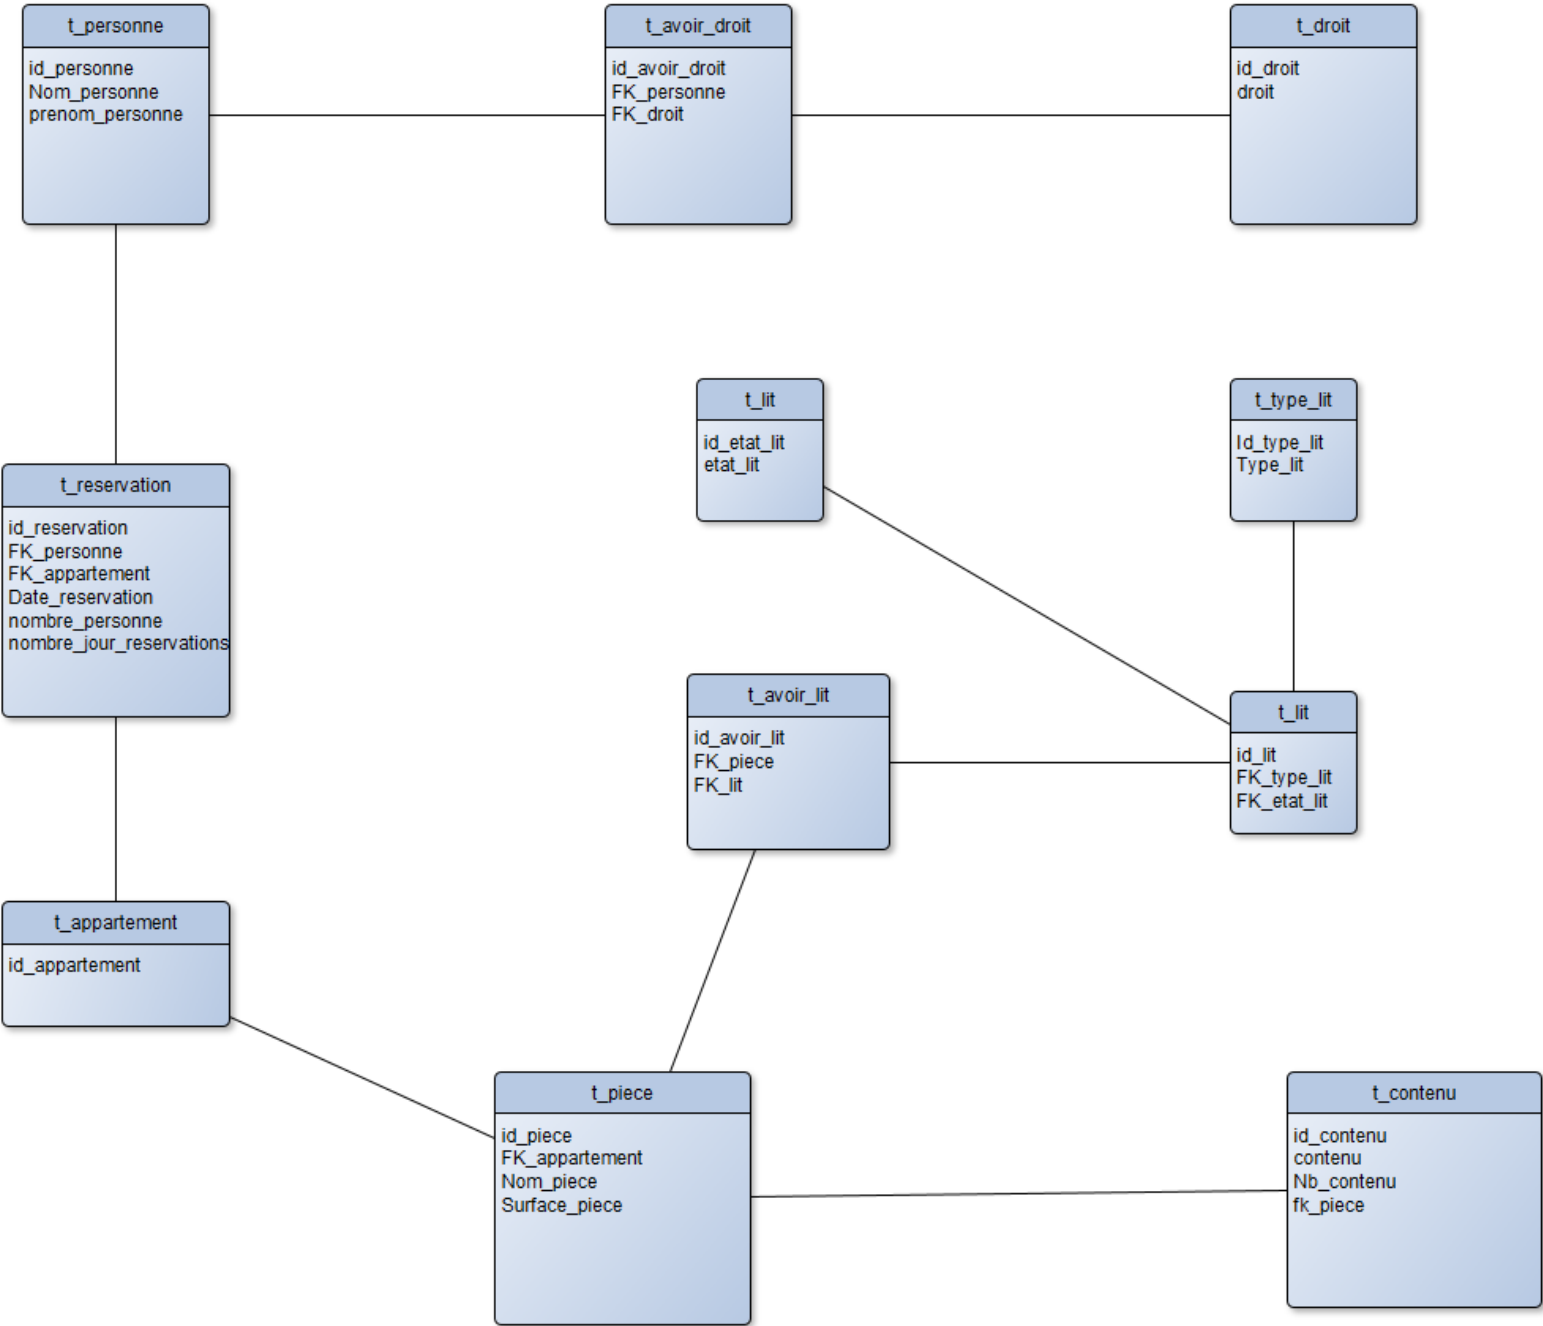 t_personne
id_personne
Nom_personne
prenom_personne
t_avoir_droit
id_avoir_droit
FK_personne
FK_droit
t_droit
id_droit
droit
t_lit
id_etat_lit
etat_lit
t_type_lit
Id_type_lit
Type_lit
t_reservation
id_reservation
FK_personne
FK_appartement
Date_reservation
nombre_personne
nombre_jour_reservations
t_avoir_lit
id_avoir_lit
FK_piece
FK_lit
t_lit
id_lit
FK_type_lit
FK_etat_lit
t_appartement
id_appartement
t_piece
id_piece
FK_appartement
Nom_piece
Surface_piece
t_contenu
id_contenu
contenu
Nb_contenu
fk_piece